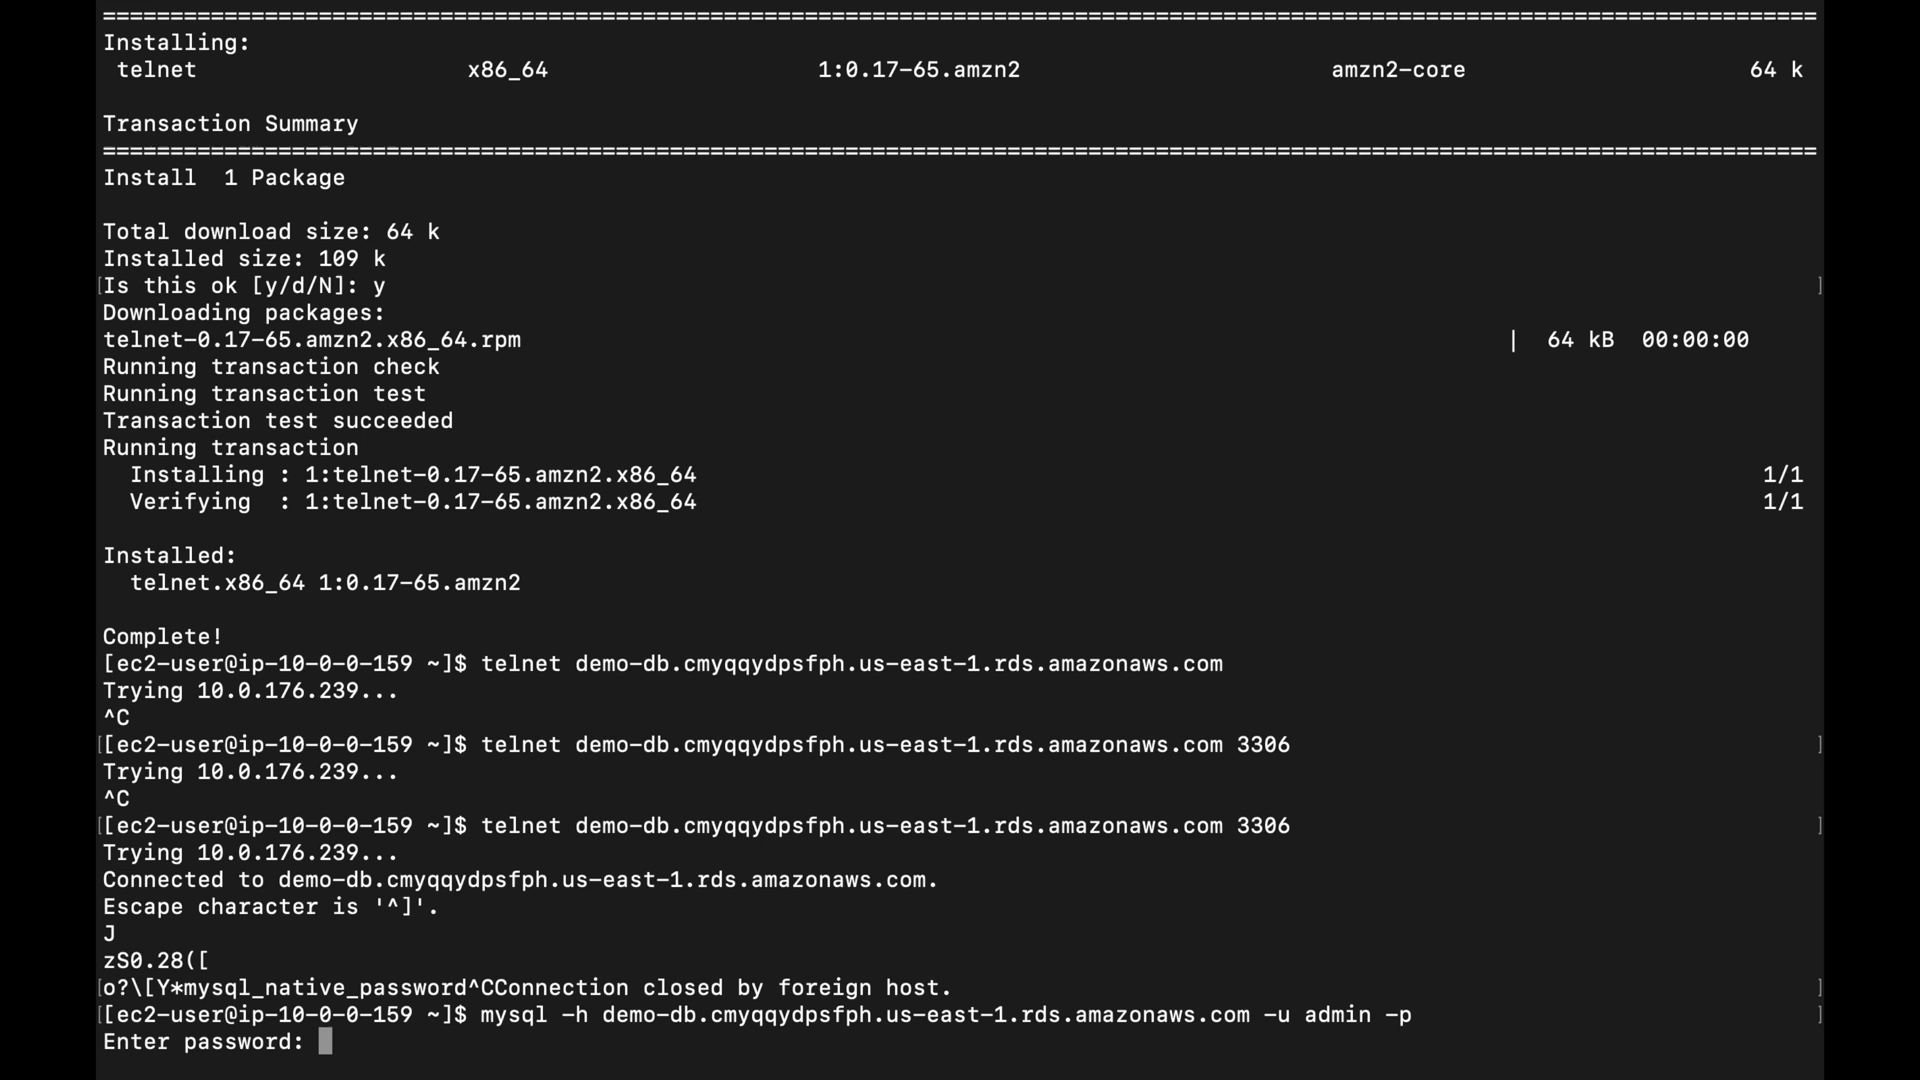 ================================================================================================================================
Installing:
 telnet                    x86_64                    1:0.17-65.amzn2                       amzn2-core                     64 k

Transaction Summary
================================================================================================================================
Install  1 Package

Total download size: 64 k
Installed size: 109 k
[Is this ok [y/d/N]: y ]
Downloading packages:
telnet-0.17-65.amzn2.x86_64.rpm                                                                          |  64 kB  00:00:00
Running transaction check
Running transaction test
Transaction test succeeded
Running transaction
  Installing : 1:telnet-0.17-65.amzn2.x86_64                                                                               1/1
  Verifying  : 1:telnet-0.17-65.amzn2.x86_64                                                                               1/1

Installed:
  telnet.x86_64 1:0.17-65.amzn2

Complete!
[ec2-user@ip-10-0-0-159 ~]$ telnet demo-db.cmyqqydpsfph.us-east-1.rds.amazonaws.com
Trying 10.0.176.239...
^C
[[ec2-user@ip-10-0-0-159 ~]$ telnet demo-db.cmyqqydpsfph.us-east-1.rds.amazonaws.com 3306 ]
Trying 10.0.176.239...
^C
[[ec2-user@ip-10-0-0-159 ~]$ telnet demo-db.cmyqqydpsfph.us-east-1.rds.amazonaws.com 3306 ]
Trying 10.0.176.239...
Connected to demo-db.cmyqqydpsfph.us-east-1.rds.amazonaws.com.
Escape character is '^]'.
J
zS0.28([
[o?\[Y*mysql_native_password^CConnection closed by foreign host. ]
[[ec2-user@ip-10-0-0-159 ~]$ mysql -h demo-db.cmyqqydpsfph.us-east-1.rds.amazonaws.com -u admin -p ]
Enter password: